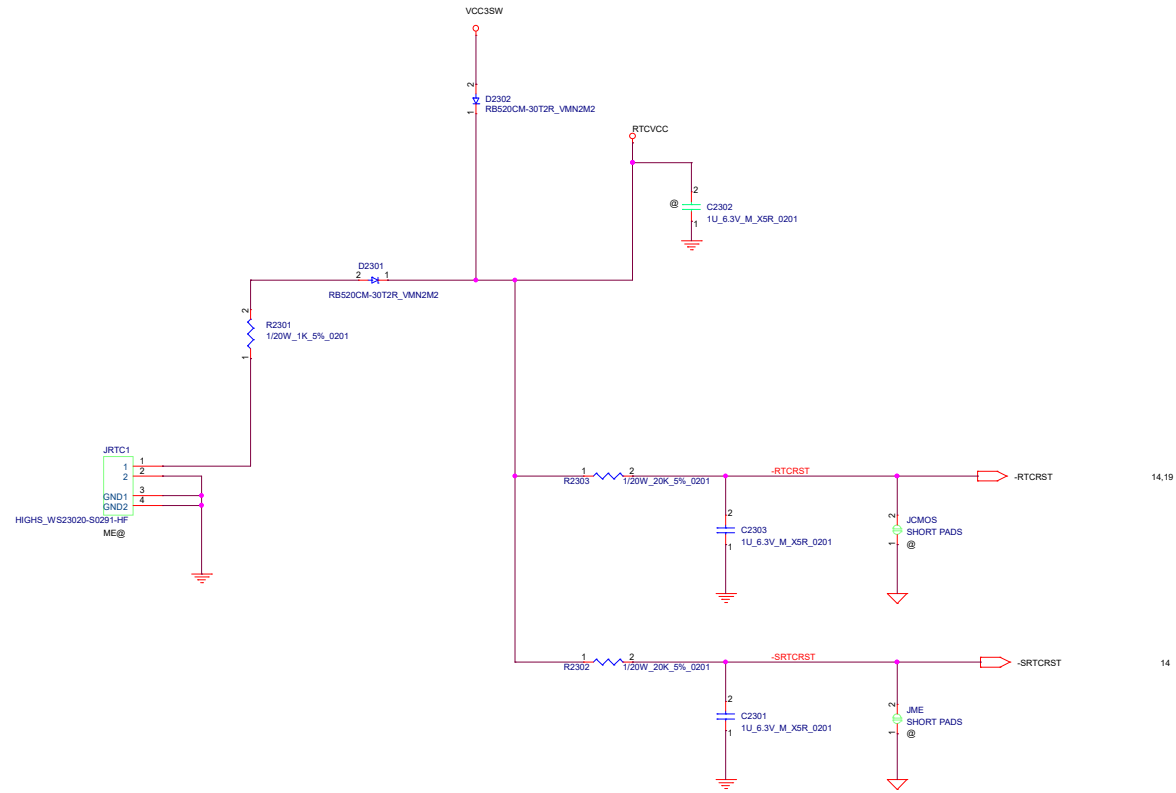 VCC3SW
2
D2302
RB520CM-30T2R_VMN2M2
1
RTCVCC
2
@
C2302
1U_6.3V_M_X5R_0201
1
D2301
2
1
RB520CM-30T2R_VMN2M2
2
R2301
1/20W_1K_5%_0201
1
JRTC1
1
1
2
2
3
GND1
4
GND2
HIGHS_WS23020-S0291-HF
ME@
1
2
-RTCRST
R2303
1/20W_20K_5%_0201
-RTCRST
14,19
2
C2303
1U_6.3V_M_X5R_0201
1
2
JCMOS
SHORT PADS
1
@
1
2
-SRTCRST
R2302
1/20W_20K_5%_0201
-SRTCRST
14
2
C2301
1U_6.3V_M_X5R_0201
1
2
JME
SHORT PADS
1
@